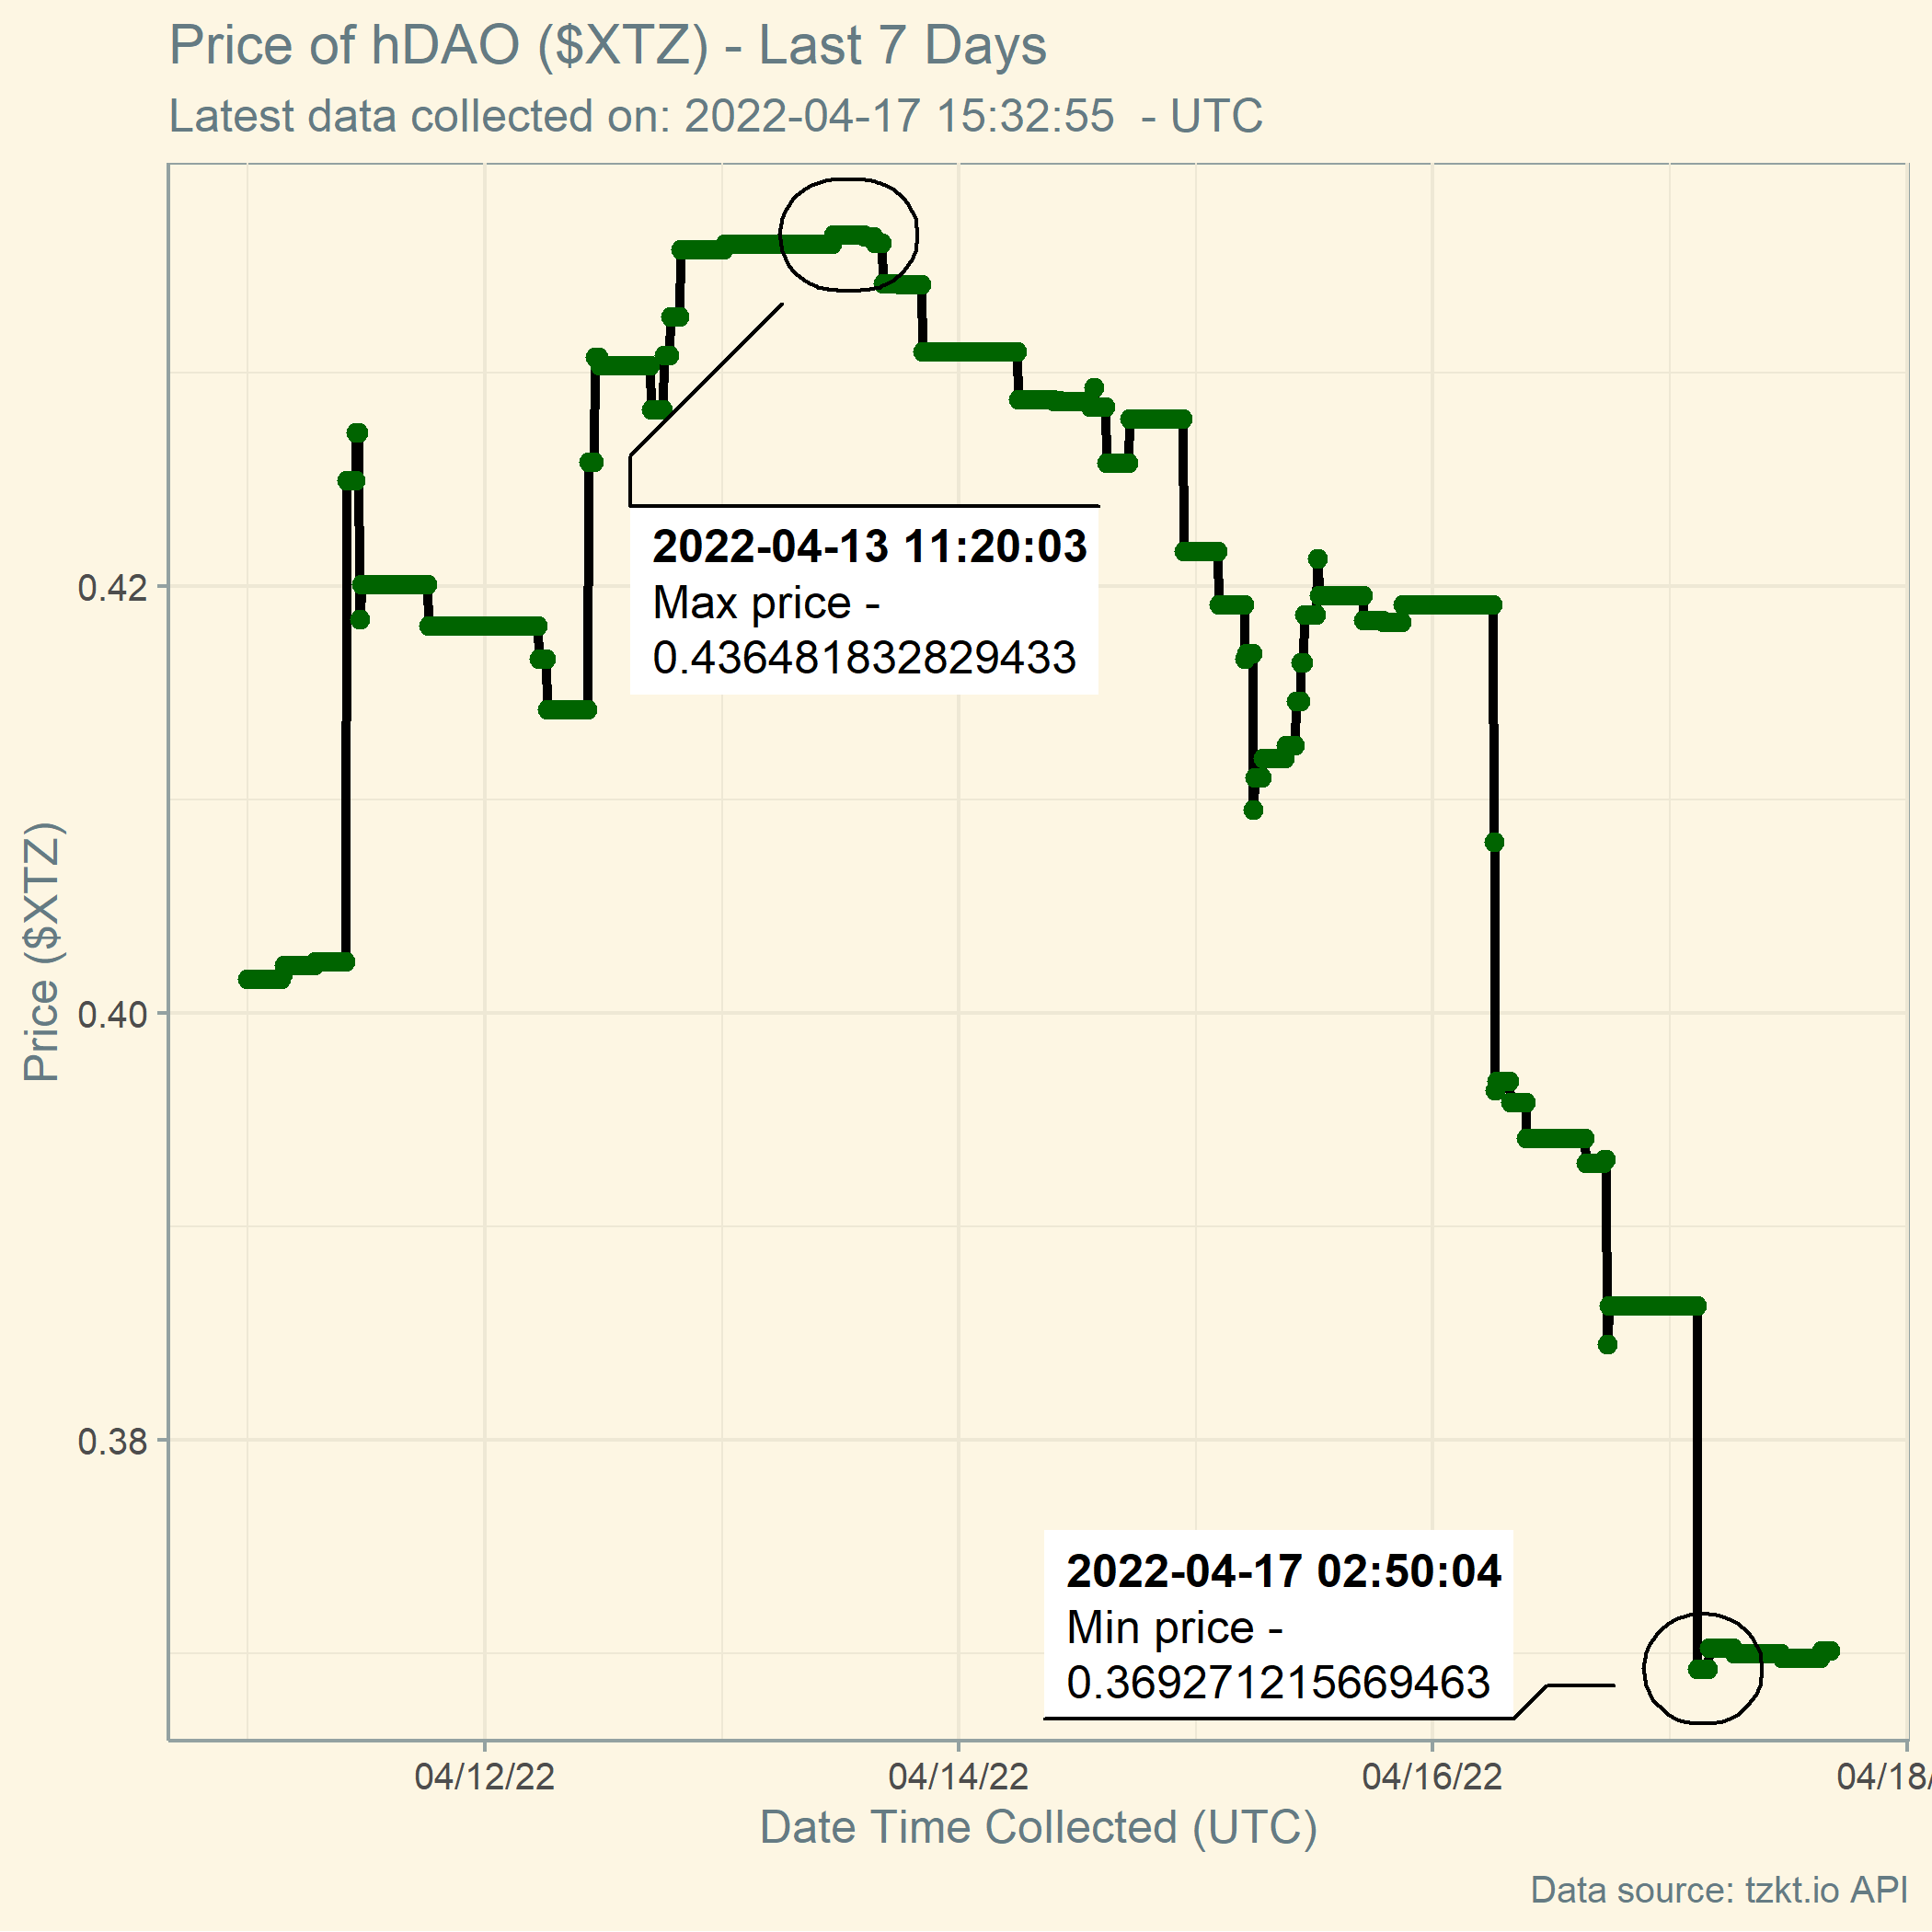 Price of hDAO ($XTZ) - Last 7 Days
Latest data collected on: 2022-04-17 15:32:55  - UTC
Price ($XTZ)
0.42
0.40
0.38
2022-04-13 11:20:03
Max price -
0.436481832829433
2022-04-17 02:50:04
Min price -
0.369271215669463
04/12/22
04/14/22
04/16/22
04/18/
Date Time Collected (UTC)
Data source: tzkt.io API